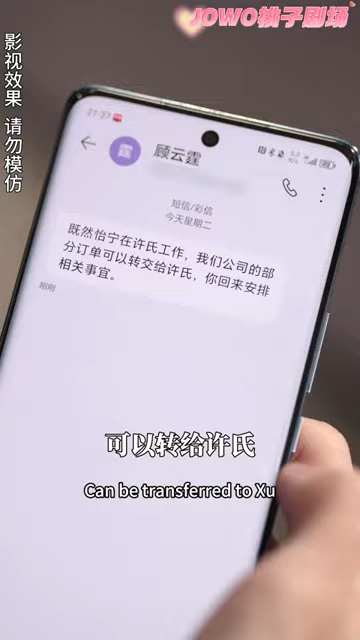 JOWO桃子剧场
影视效果 请勿模仿
21:27
顾云霆
霆
短信/彩信
今天星期二
既然怡宁在许氏工作，我们公司的部
分订单可以转交给许氏，你回来安排
相关事宜。
刚刚
可以转给许氏
Can be transferred to Xu